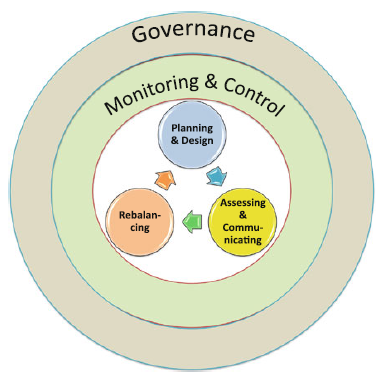 Governance
Monitoring & Control
Planning
& Design
Assessing
&
Commu-
nicating
Rebalan-
cing